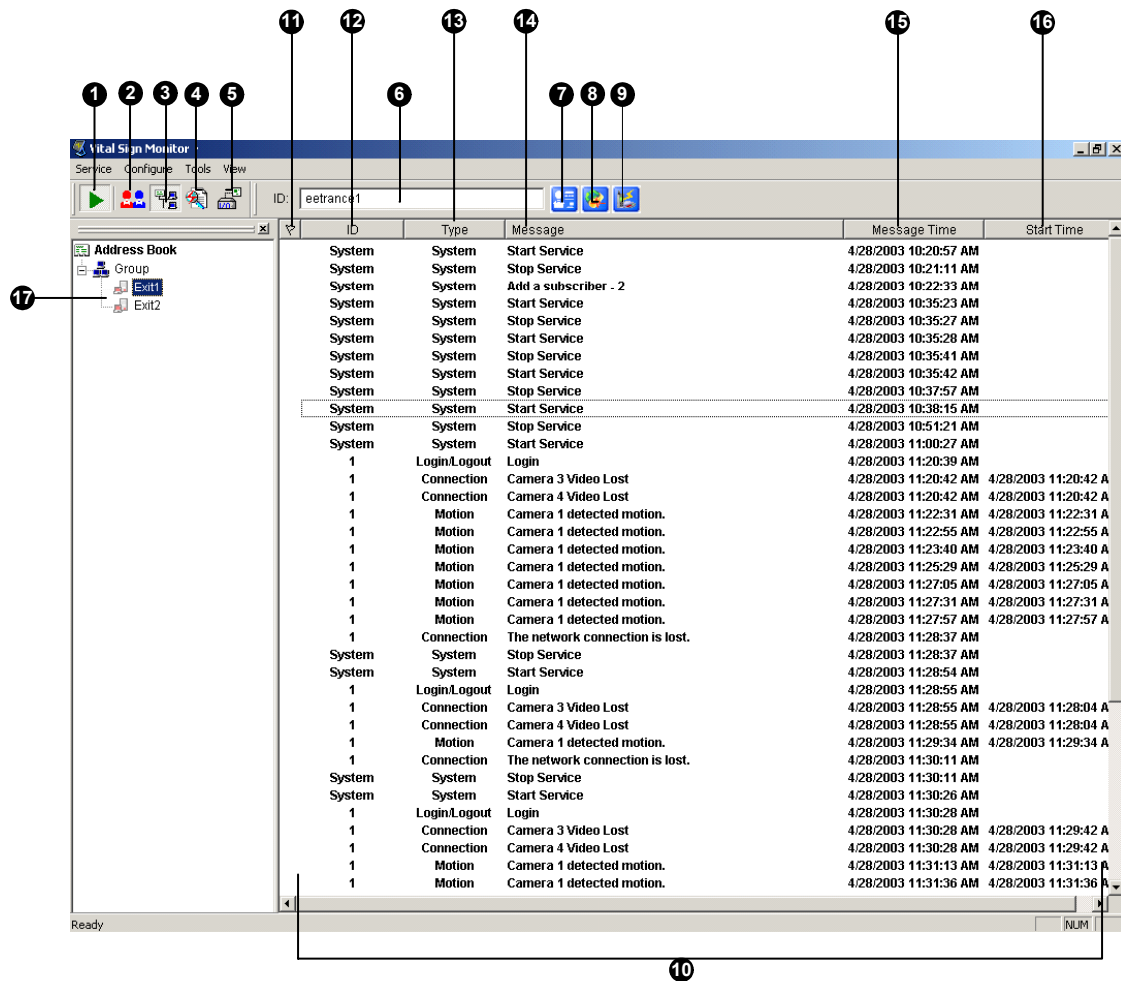 11 12 13 14 15 16
1 2 3 4 5 6 7 8 9
Vital Sign Monitor
Service Configure Tools View
ID: eetrance1
ID Type Message Message Time Start Time
Address Book
Group
Exit1
Exit2
17
System System Start Service 4/28/2003 10:20:57 AM
System System Stop Service 4/28/2003 10:21:11 AM
System System Add a subscriber - 2 4/28/2003 10:22:33 AM
System System Start Service 4/28/2003 10:35:23 AM
System System Stop Service 4/28/2003 10:35:27 AM
System System Start Service 4/28/2003 10:35:28 AM
System System Stop Service 4/28/2003 10:35:41 AM
System System Start Service 4/28/2003 10:35:42 AM
System System Stop Service 4/28/2003 10:37:57 AM
System System Start Service 4/28/2003 10:38:15 AM
System System Stop Service 4/28/2003 10:51:21 AM
System System Start Service 4/28/2003 11:00:27 AM
1 Login/Logout Login 4/28/2003 11:20:39 AM
1 Connection Camera 3 Video Lost 4/28/2003 11:20:42 AM 4/28/2003 11:20:42 A
1 Connection Camera 4 Video Lost 4/28/2003 11:20:42 AM 4/28/2003 11:20:42 A
1 Motion Camera 1 detected motion. 4/28/2003 11:22:31 AM 4/28/2003 11:22:31 A
1 Motion Camera 1 detected motion. 4/28/2003 11:22:55 AM 4/28/2003 11:22:55 A
1 Motion Camera 1 detected motion. 4/28/2003 11:23:40 AM 4/28/2003 11:23:40 A
1 Motion Camera 1 detected motion. 4/28/2003 11:25:29 AM 4/28/2003 11:25:29 A
1 Motion Camera 1 detected motion. 4/28/2003 11:27:05 AM 4/28/2003 11:27:05 A
1 Motion Camera 1 detected motion. 4/28/2003 11:27:31 AM 4/28/2003 11:27:31 A
1 Motion Camera 1 detected motion. 4/28/2003 11:27:57 AM 4/28/2003 11:27:57 A
1 Connection The network connection is lost. 4/28/2003 11:28:37 AM
System System Stop Service 4/28/2003 11:28:37 AM
System System Start Service 4/28/2003 11:28:54 AM
1 Login/Logout Login 4/28/2003 11:28:55 AM
1 Connection Camera 3 Video Lost 4/28/2003 11:28:55 AM 4/28/2003 11:28:04 A
1 Connection Camera 4 Video Lost 4/28/2003 11:28:55 AM 4/28/2003 11:28:04 A
1 Motion Camera 1 detected motion. 4/28/2003 11:29:34 AM 4/28/2003 11:29:34 A
1 Connection The network connection is lost. 4/28/2003 11:30:11 AM
System System Stop Service 4/28/2003 11:30:11 AM
System System Start Service 4/28/2003 11:30:26 AM
1 Login/Logout Login 4/28/2003 11:30:28 AM
1 Connection Camera 3 Video Lost 4/28/2003 11:30:28 AM 4/28/2003 11:29:42 A
1 Connection Camera 4 Video Lost 4/28/2003 11:30:28 AM 4/28/2003 11:29:42 A
1 Motion Camera 1 detected motion. 4/28/2003 11:31:13 AM 4/28/2003 11:31:13 A
1 Motion Camera 1 detected motion. 4/28/2003 11:31:36 AM 4/28/2003 11:31:36 A
Ready NUM
10